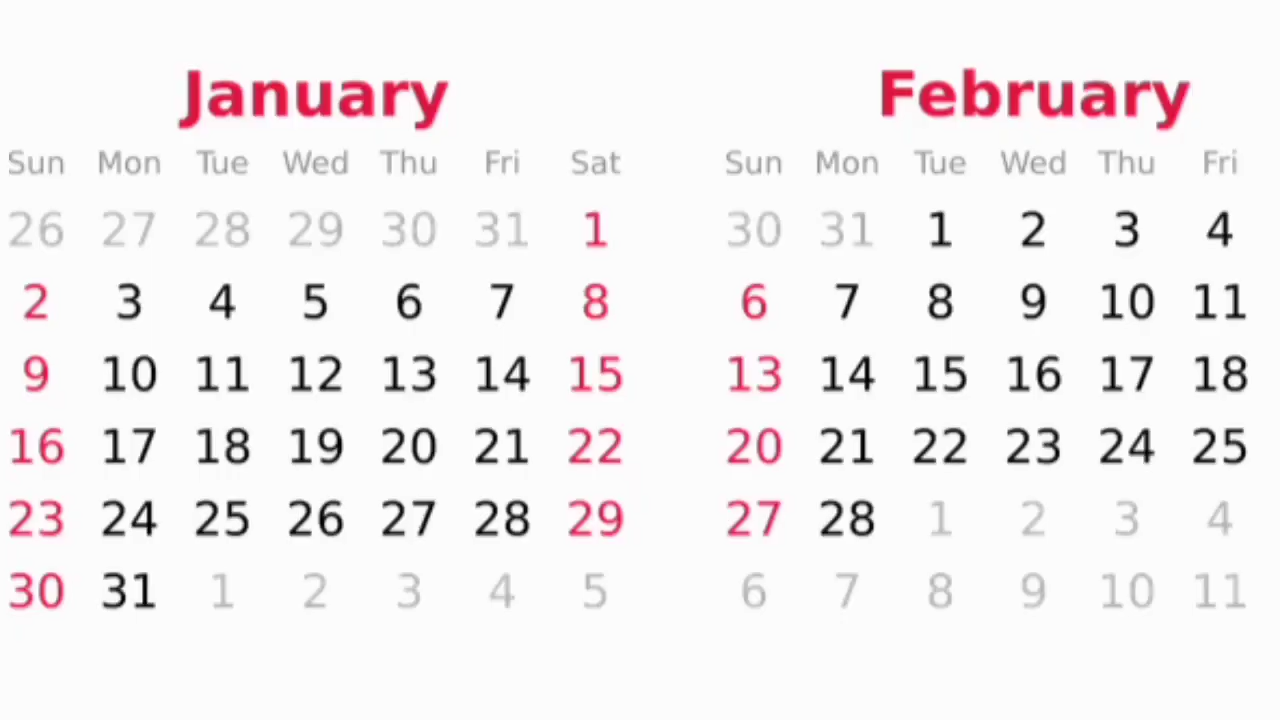 January
Sun Mon Tue Wed Thu Fri Sat
26 27 28 29 30 31 1
2 3 4 5 6 7 8
9 10 11 12 13 14 15
16 17 18 19 20 21 22
23 24 25 26 27 28 29
30 31 1 2 3 4 5
February
Sun Mon Tue Wed Thu Fri
30 31 1 2 3 4
6 7 8 9 10 11
13 14 15 16 17 18
20 21 22 23 24 25
27 28 1 2 3 4
6 7 8 9 10 11